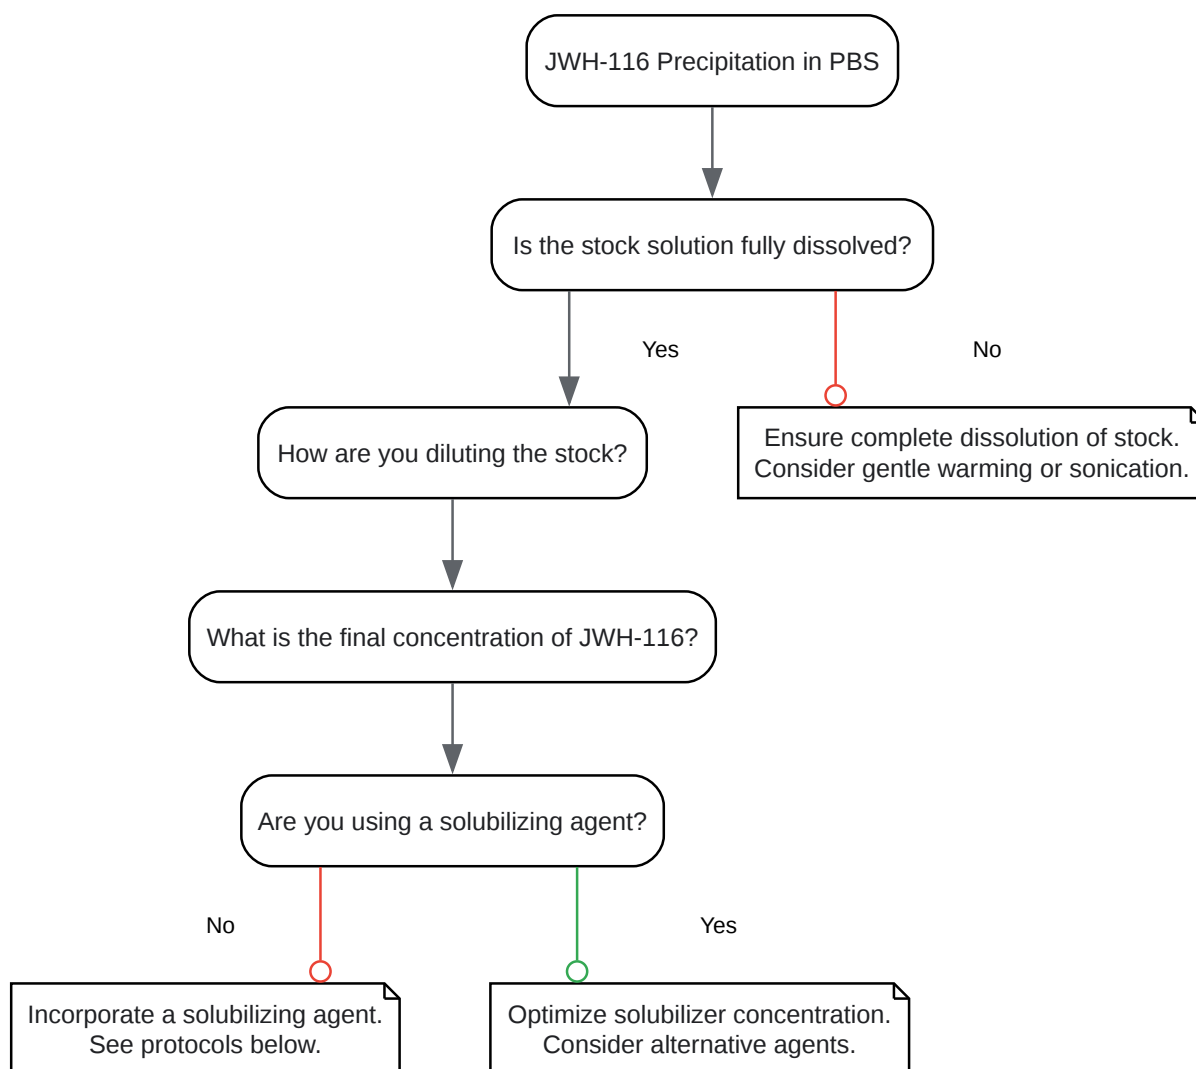 JWH-116 Precipitation in PBS
Is the stock solution fully dissolved?
Yes
No
How are you diluting the stock?
Ensure complete dissolution of stock.
Consider gentle warming or sonication.
What is the final concentration of JWH-116?
Are you using a solubilizing agent?
No
Yes
Incorporate a solubilizing agent.
See protocols below.
Optimize solubilizer concentration.
Consider alternative agents.